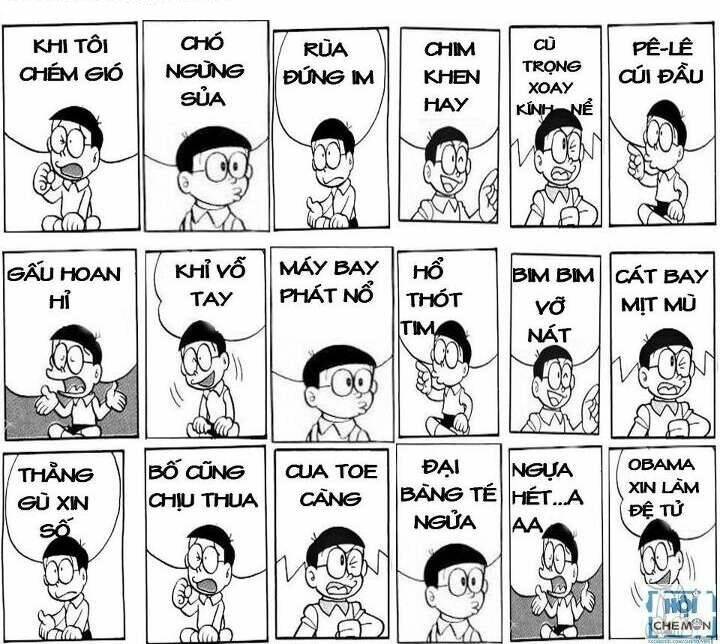 KHI TÔI
CHÉM GIÓ
CHÓ
NGỪNG
SỦA
RÙA
ĐỨNG IM
CHIM
KHEN
HAY
CÙ
TRỌNG
XOAY
KÍNH NỂ
PÊ-LÊ
CÚI ĐẦU
GẤU HOAN
HỈ
KHỈ VỖ
TAY
MÁY BAY
PHÁT NỔ
HỔ
THÓT
TIM
BIM BIM
VỠ
NÁT
CÁT BAY
MỊT MÙ
THẰNG
GÙ XIN
SỐ
BỐ CŨNG
CHỊU THUA
CUA TOE
CÀNG
ĐẠI
BÀNG TÉ
NGỬA
NGỰA
HÉT...A
AA
OBAMA
XIN LÀM
ĐỆ TỬ
HỘI
CHẾ MÔN